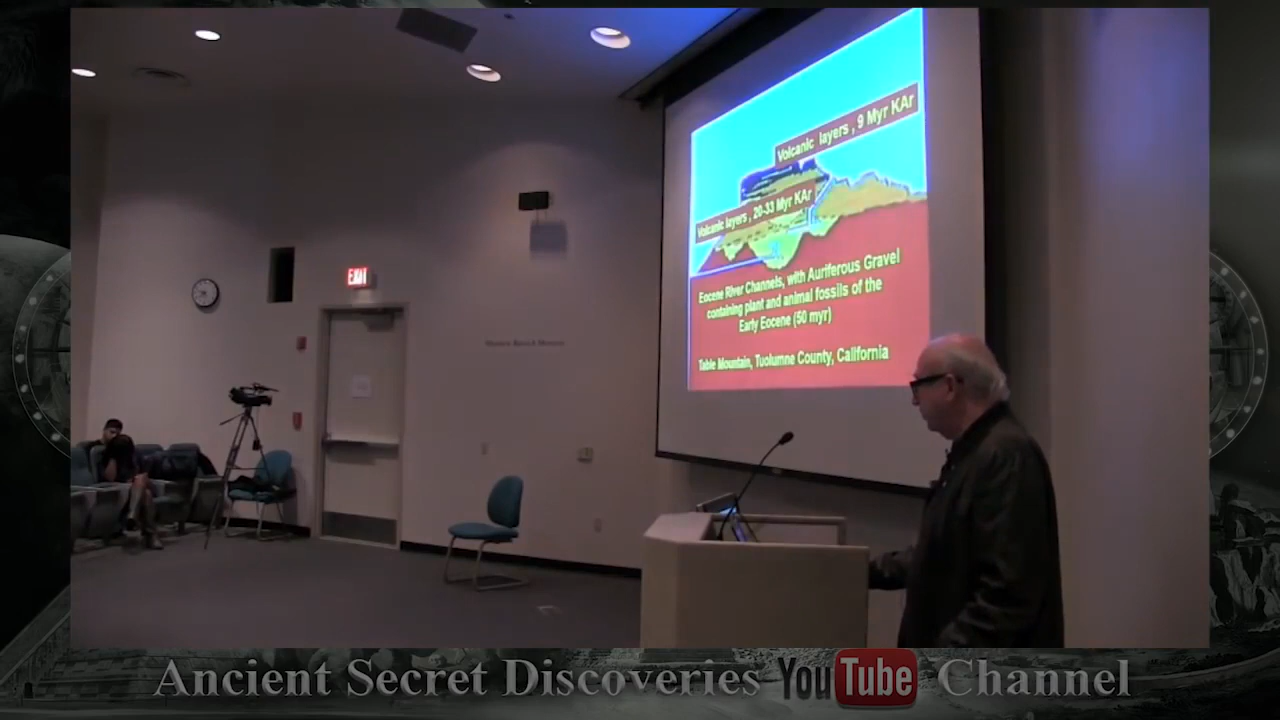 Volcanic layers , 9 Myr KAr
Volcanic layers , 20-33 Myr KAr
Eocene River Channels, with Auriferous Gravel
containing plant and animal fossils of the
Early Eocene (50 myr)
Table Mountain, Tuolumne County, California
EXIT
Ancient Secret Discoveries YouTube Channel